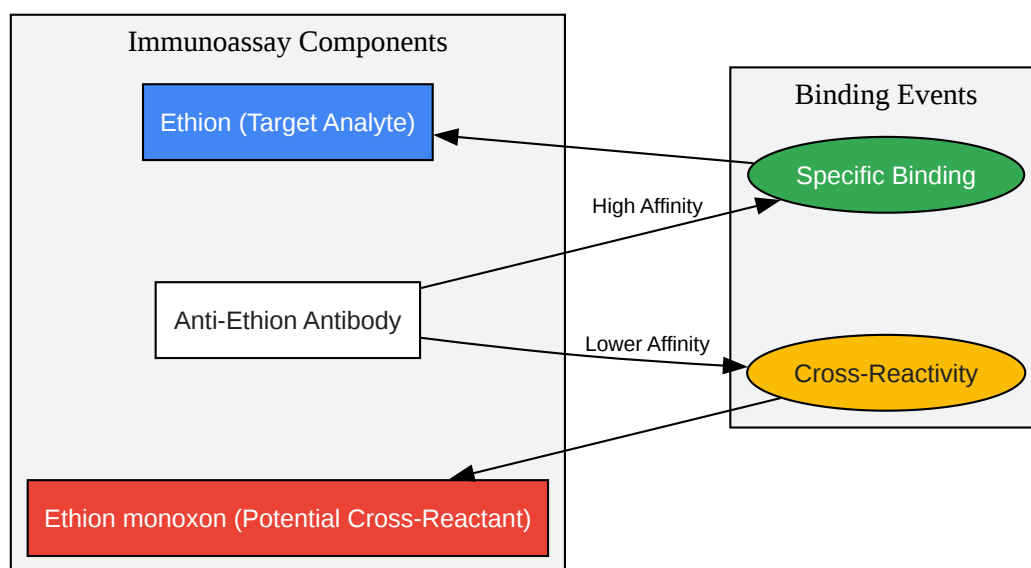 Immunoassay Components
Ethion (Target Analyte)
Anti-Ethion Antibody
Ethion monoxon (Potential Cross-Reactant)
High Affinity
Lower Affinity
Binding Events
Specific Binding
Cross-Reactivity